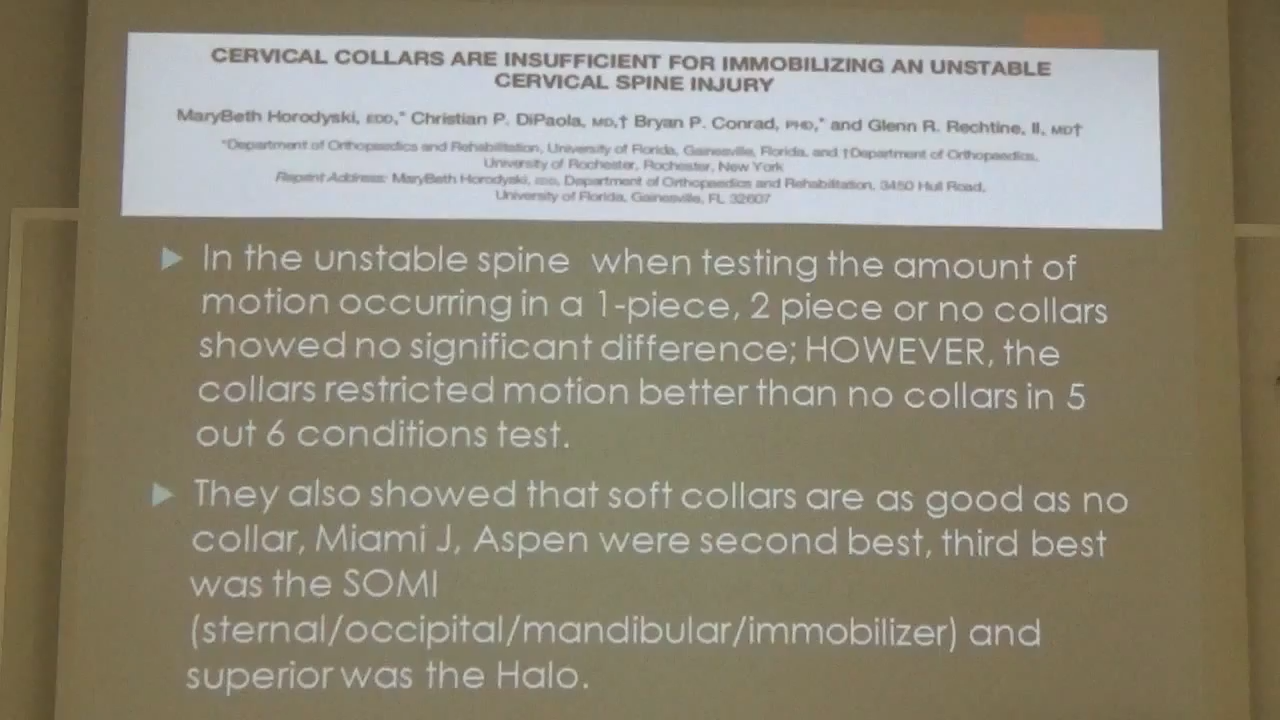 CERVICAL COLLARS ARE INSUFFICIENT FOR IMMOBILIZING AN UNSTABLE
CERVICAL SPINE INJURY
MaryBeth Horodyski, EDD,* Christian P. DiPaola, MD,† Bryan P. Conrad, PHD,* and Glenn R. Rechtine, II, MD†
*Department of Orthopaedics and Rehabilitation, University of Florida, Gainesville, Florida, and †Department of Orthopaedics,
University of Rochester, Rochester, New York
Reprint Address: MaryBeth Horodyski, EDD, Department of Orthopaedics and Rehabilitation, 3450 Hull Road,
University of Florida, Gainesville, FL 32607
In the unstable spine when testing the amount of
motion occurring in a 1-piece, 2 piece or no collars
showed no significant difference; HOWEVER, the
collars restricted motion better than no collars in 5
out 6 conditions test.
They also showed that soft collars are as good as no
collar, Miami J, Aspen were second best, third best
was the SOMI
(sternal/occipital/mandibular/immobilizer) and
superior was the Halo.